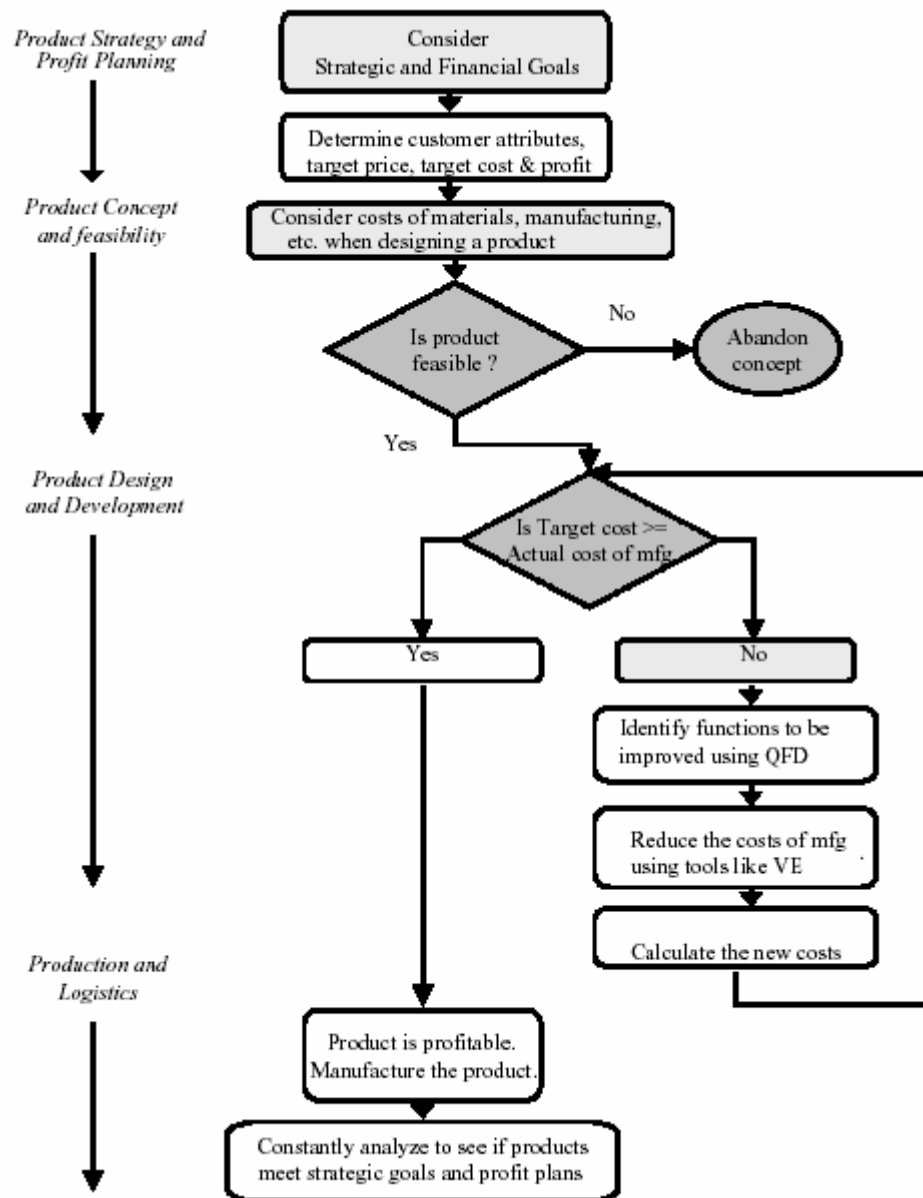 Product Strategy and
Profit Planning
Consider
Strategic and Financial Goals
Determine customer attributes,
target price, target cost & profit
Product Concept
and feasibility
Consider costs of materials, manufacturing,
etc. when designing a product
Is product
feasible ?
No
Abandon
concept
Yes
Product Design
and Development
Is Target cost >=
Actual cost of mfg
Yes
No
Identify functions to be
improved using QFD
Reduce the costs of mfg
using tools like VE .
Calculate the new costs
Production and
Logistics
Product is profitable.
Manufacture the product.
Constantly analyze to see if products
meet strategic goals and profit plans